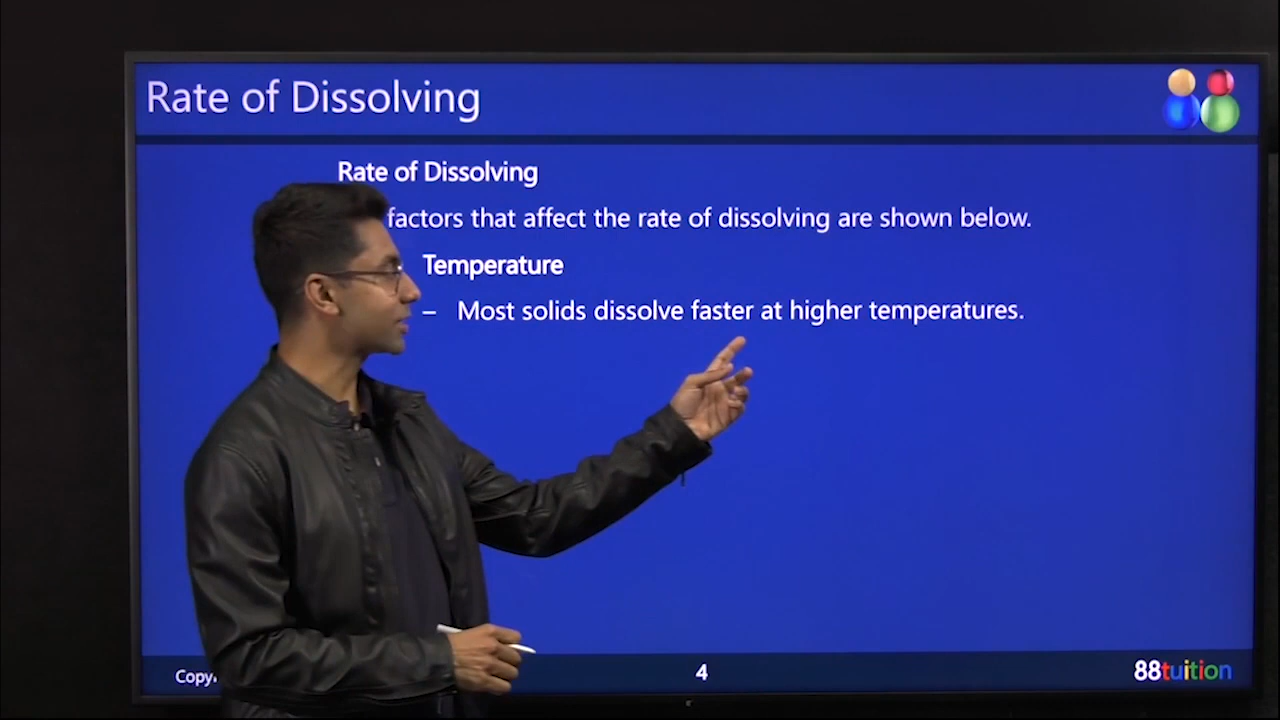 Rate of Dissolving
Rate of Dissolving
factors that affect the rate of dissolving are shown below.
Temperature
– Most solids dissolve faster at higher temperatures.
4
88tuition